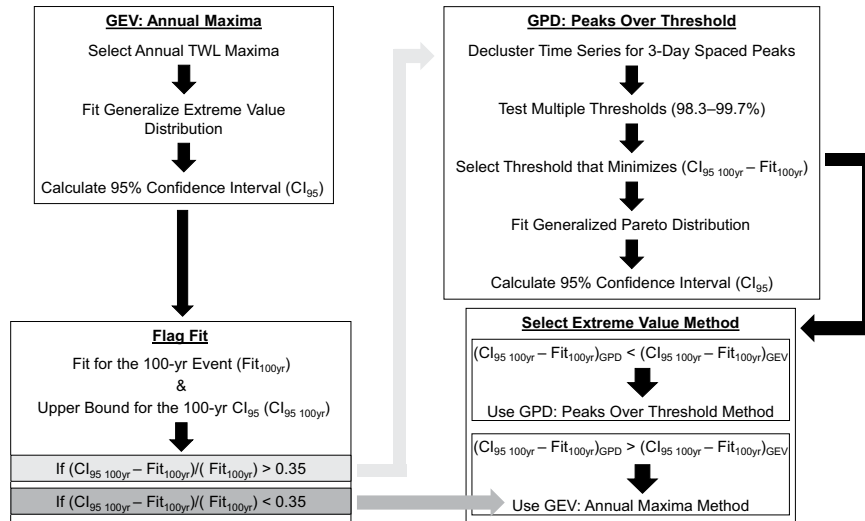 GEV: Annual Maxima
Select Annual TWL Maxima
Fit Generalize Extreme Value
Distribution
Calculate 95% Confidence Interval (CI95)
Flag Fit
Fit for the 100-yr Event (Fit100yr)
&
Upper Bound for the 100-yr CI95 (CI95 100yr)
If (CI95 100yr – Fit100yr)/( Fit100yr) > 0.35
If (CI95 100yr – Fit100yr)/( Fit100yr) < 0.35
GPD: Peaks Over Threshold
Decluster Time Series for 3-Day Spaced Peaks
Test Multiple Thresholds (98.3–99.7%)
Select Threshold that Minimizes (CI95 100yr – Fit100yr)
Fit Generalized Pareto Distribution
Calculate 95% Confidence Interval (CI95)
Select Extreme Value Method
(CI95 100yr – Fit100yr)GPD < (CI95 100yr – Fit100yr)GEV
Use GPD: Peaks Over Threshold Method
(CI95 100yr – Fit100yr)GPD > (CI95 100yr – Fit100yr)GEV
Use GEV: Annual Maxima Method